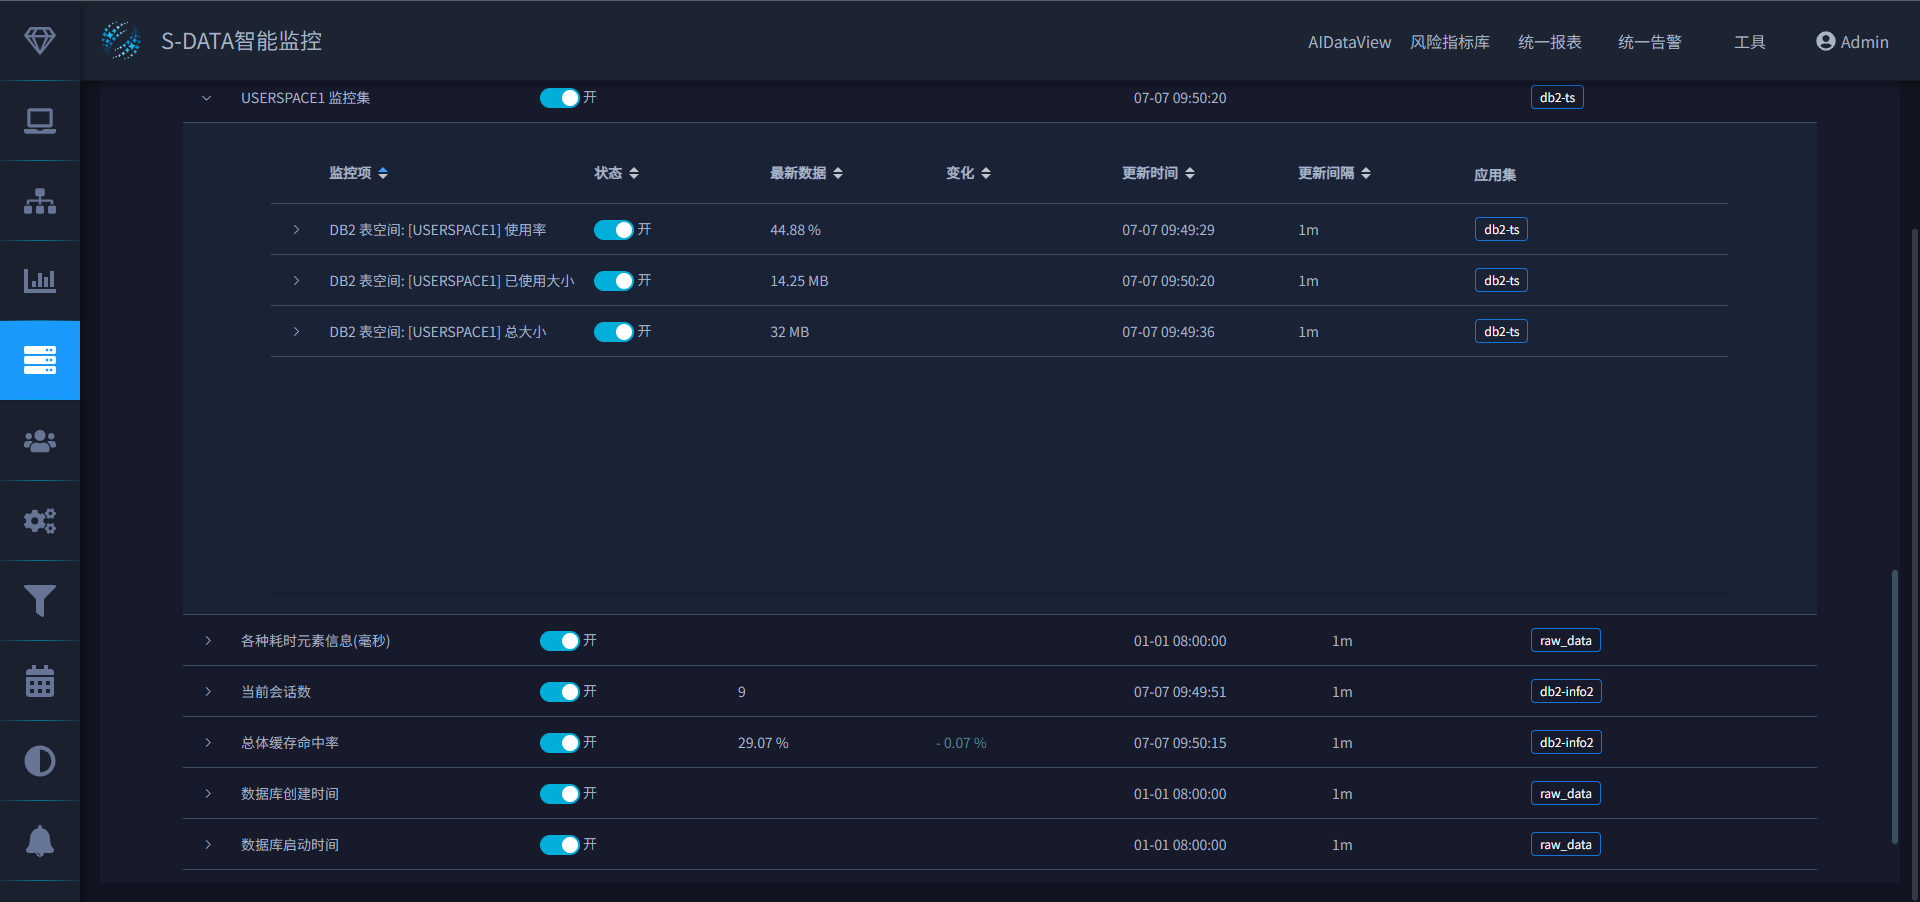 S-DATA智能监控
AIDataView 风险指标库 统一报表 统一告警 工具 Admin
USERSPACE1 监控集 开 07-07 09:50:20 db2-ts
监控项 状态 最新数据 变化 更新时间 更新间隔 应用集
DB2 表空间: [USERSPACE1] 使用率 开 44.88 % 07-07 09:49:29 1m db2-ts
DB2 表空间: [USERSPACE1] 已使用大小 开 14.25 MB 07-07 09:50:20 1m db2-ts
DB2 表空间: [USERSPACE1] 总大小 开 32 MB 07-07 09:49:36 1m db2-ts
各种耗时元素信息(毫秒) 开 01-01 08:00:00 1m raw_data
当前会话数 开 9 07-07 09:49:51 1m db2-info2
总体缓存命中率 开 29.07 % - 0.07 % 07-07 09:50:15 1m db2-info2
数据库创建时间 开 01-01 08:00:00 1m raw_data
数据库启动时间 开 01-01 08:00:00 1m raw_data